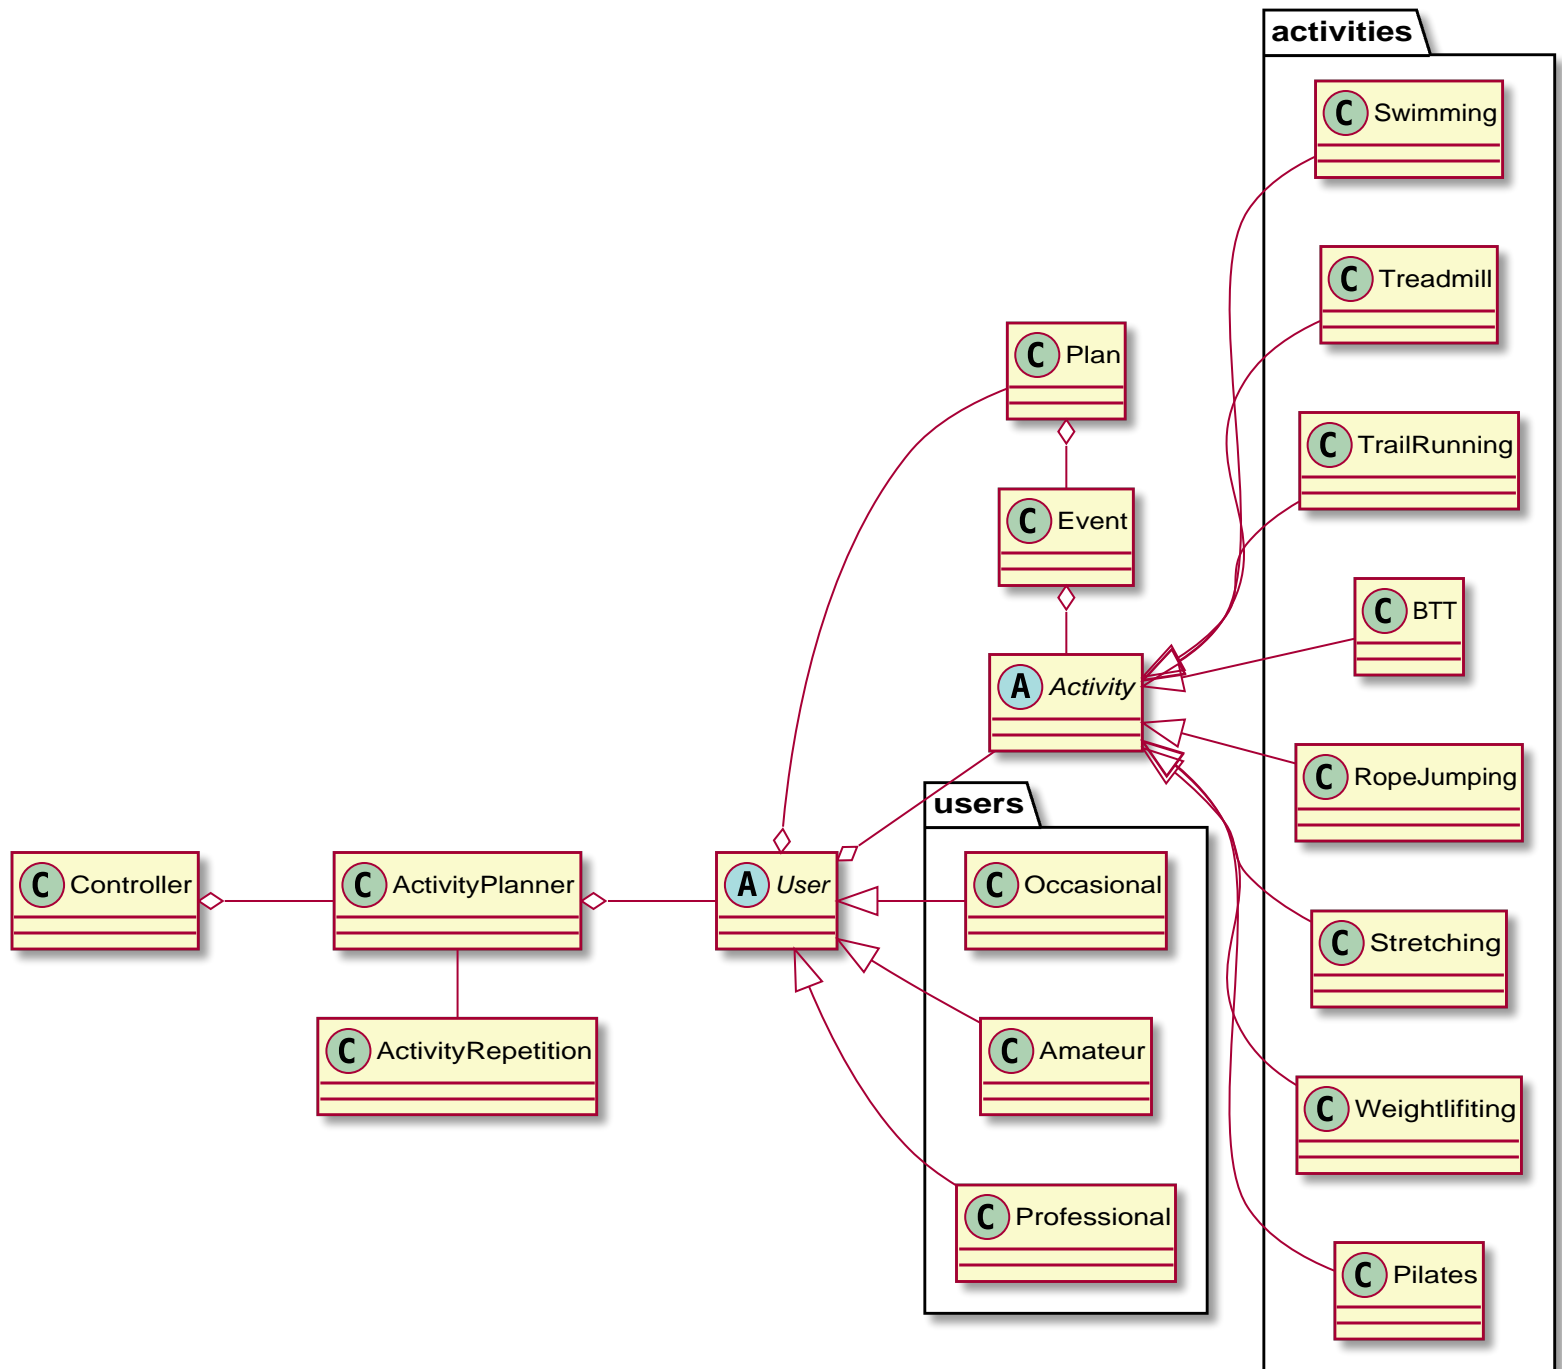 activities
C Swimming
C Treadmill
C Plan
C TrailRunning
C Event
C BTT
A Activity
C RopeJumping
users
C Controller
C ActivityPlanner
A User
C Occasional
C Stretching
C ActivityRepetition
C Amateur
C Weightlifiting
C Professional
C Pilates